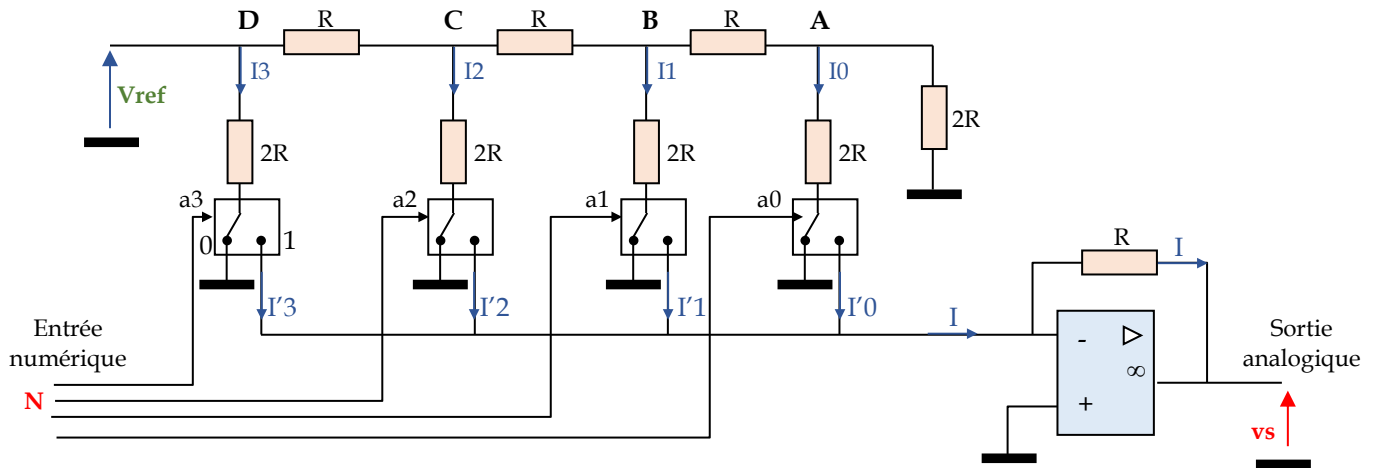 D R C R B R A
I3 I2 I1 I0
Vref
2R 2R 2R 2R 2R
a3 a2 a1 a0
0 1
R I
I'3 I'2 I'1 I'0 I
Entrée
numérique
N
- ▷
∞
+
Sortie
analogique
vs